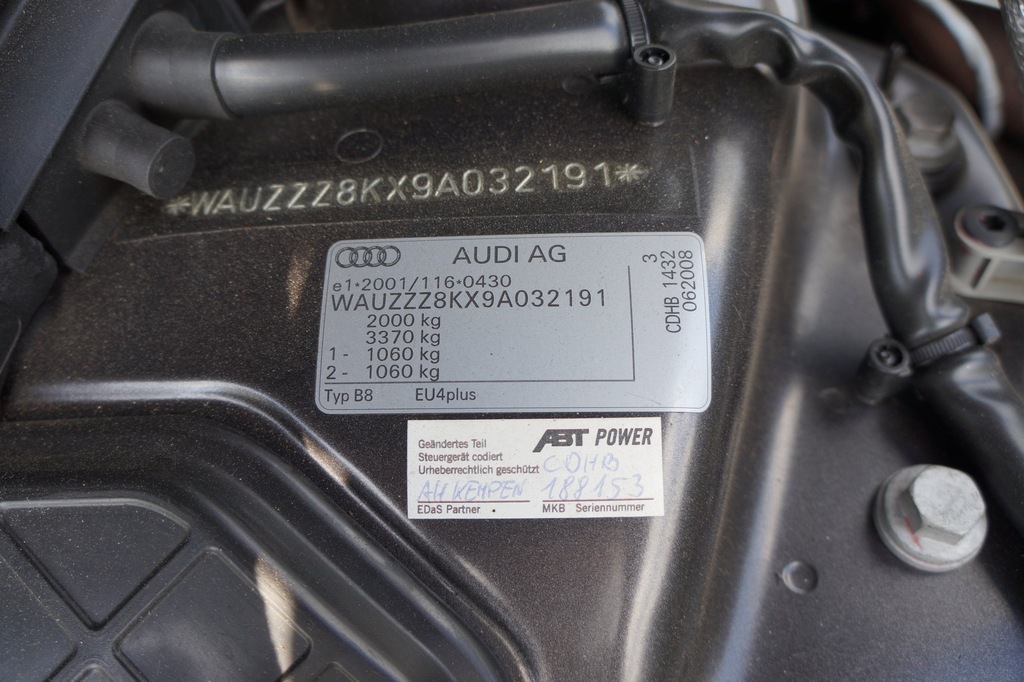 *WAUZZZ8KX9A032191*
AUDI AG
e1*2001/116*0430
WAUZZZ8KX9A032191
2000 kg
3370 kg
1 - 1060 kg
2 - 1060 kg
Typ B8 EU4plus
3
CDHB 1432
062008
ABT POWER
Geändertes Teil
Steuergerät codiert
Urheberrechtlich geschützt CDHB
AH KEMPEN 188153
EDaS Partner MKB Seriennummer